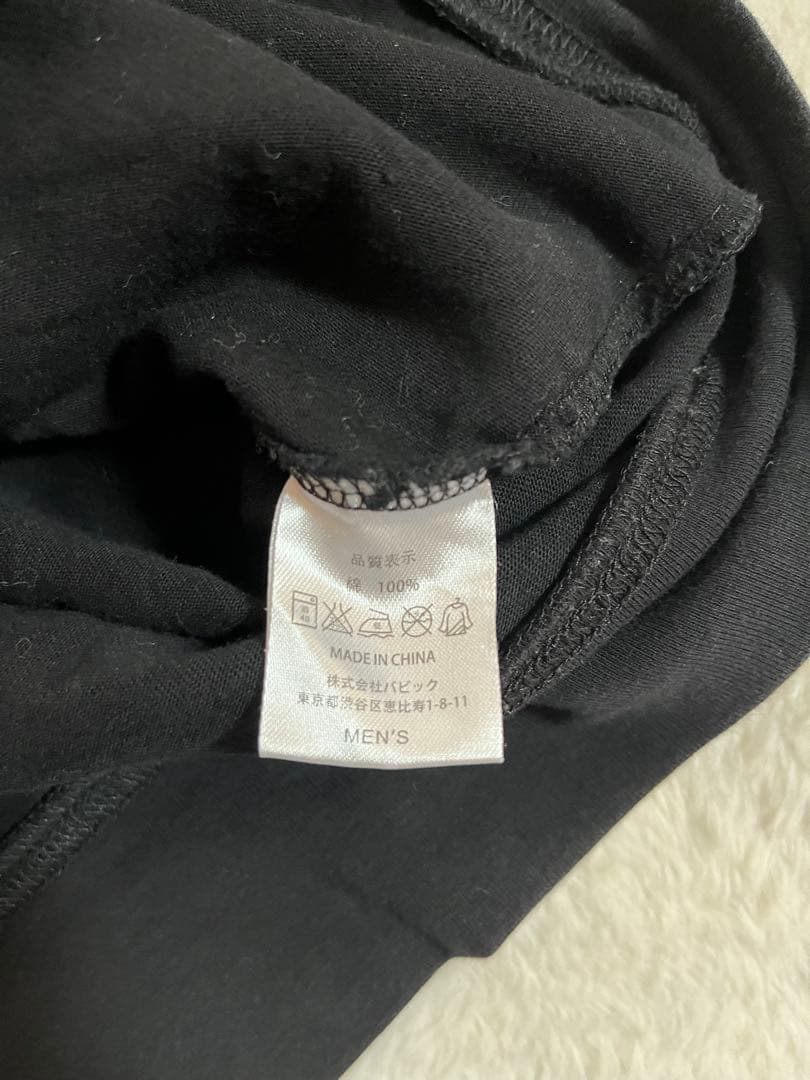 品質表示
綿 100%
MADE IN CHINA
株式会社バビック
東京都渋谷区恵比寿1-8-11
MEN'S